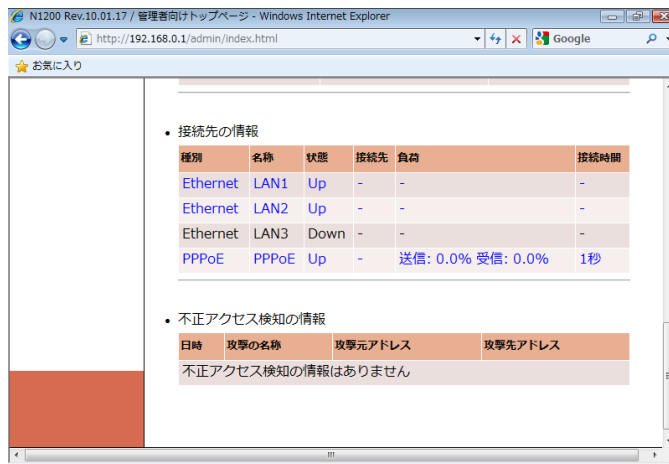 N1200 Rev.10.01.17 / 管理者向けトップページ - Windows Internet Explorer
http://192.168.0.1/admin/index.html
Google
お気に入り
接続先の情報
種別 名称 状態 接続先 負荷 接続時間
Ethernet LAN1 Up - - -
Ethernet LAN2 Up - - -
Ethernet LAN3 Down - - -
PPPoE PPPoE Up - 送信: 0.0% 受信: 0.0% 1秒
不正アクセス検知の情報
日時 攻撃の名称 攻撃元アドレス 攻撃先アドレス
不正アクセス検知の情報はありません